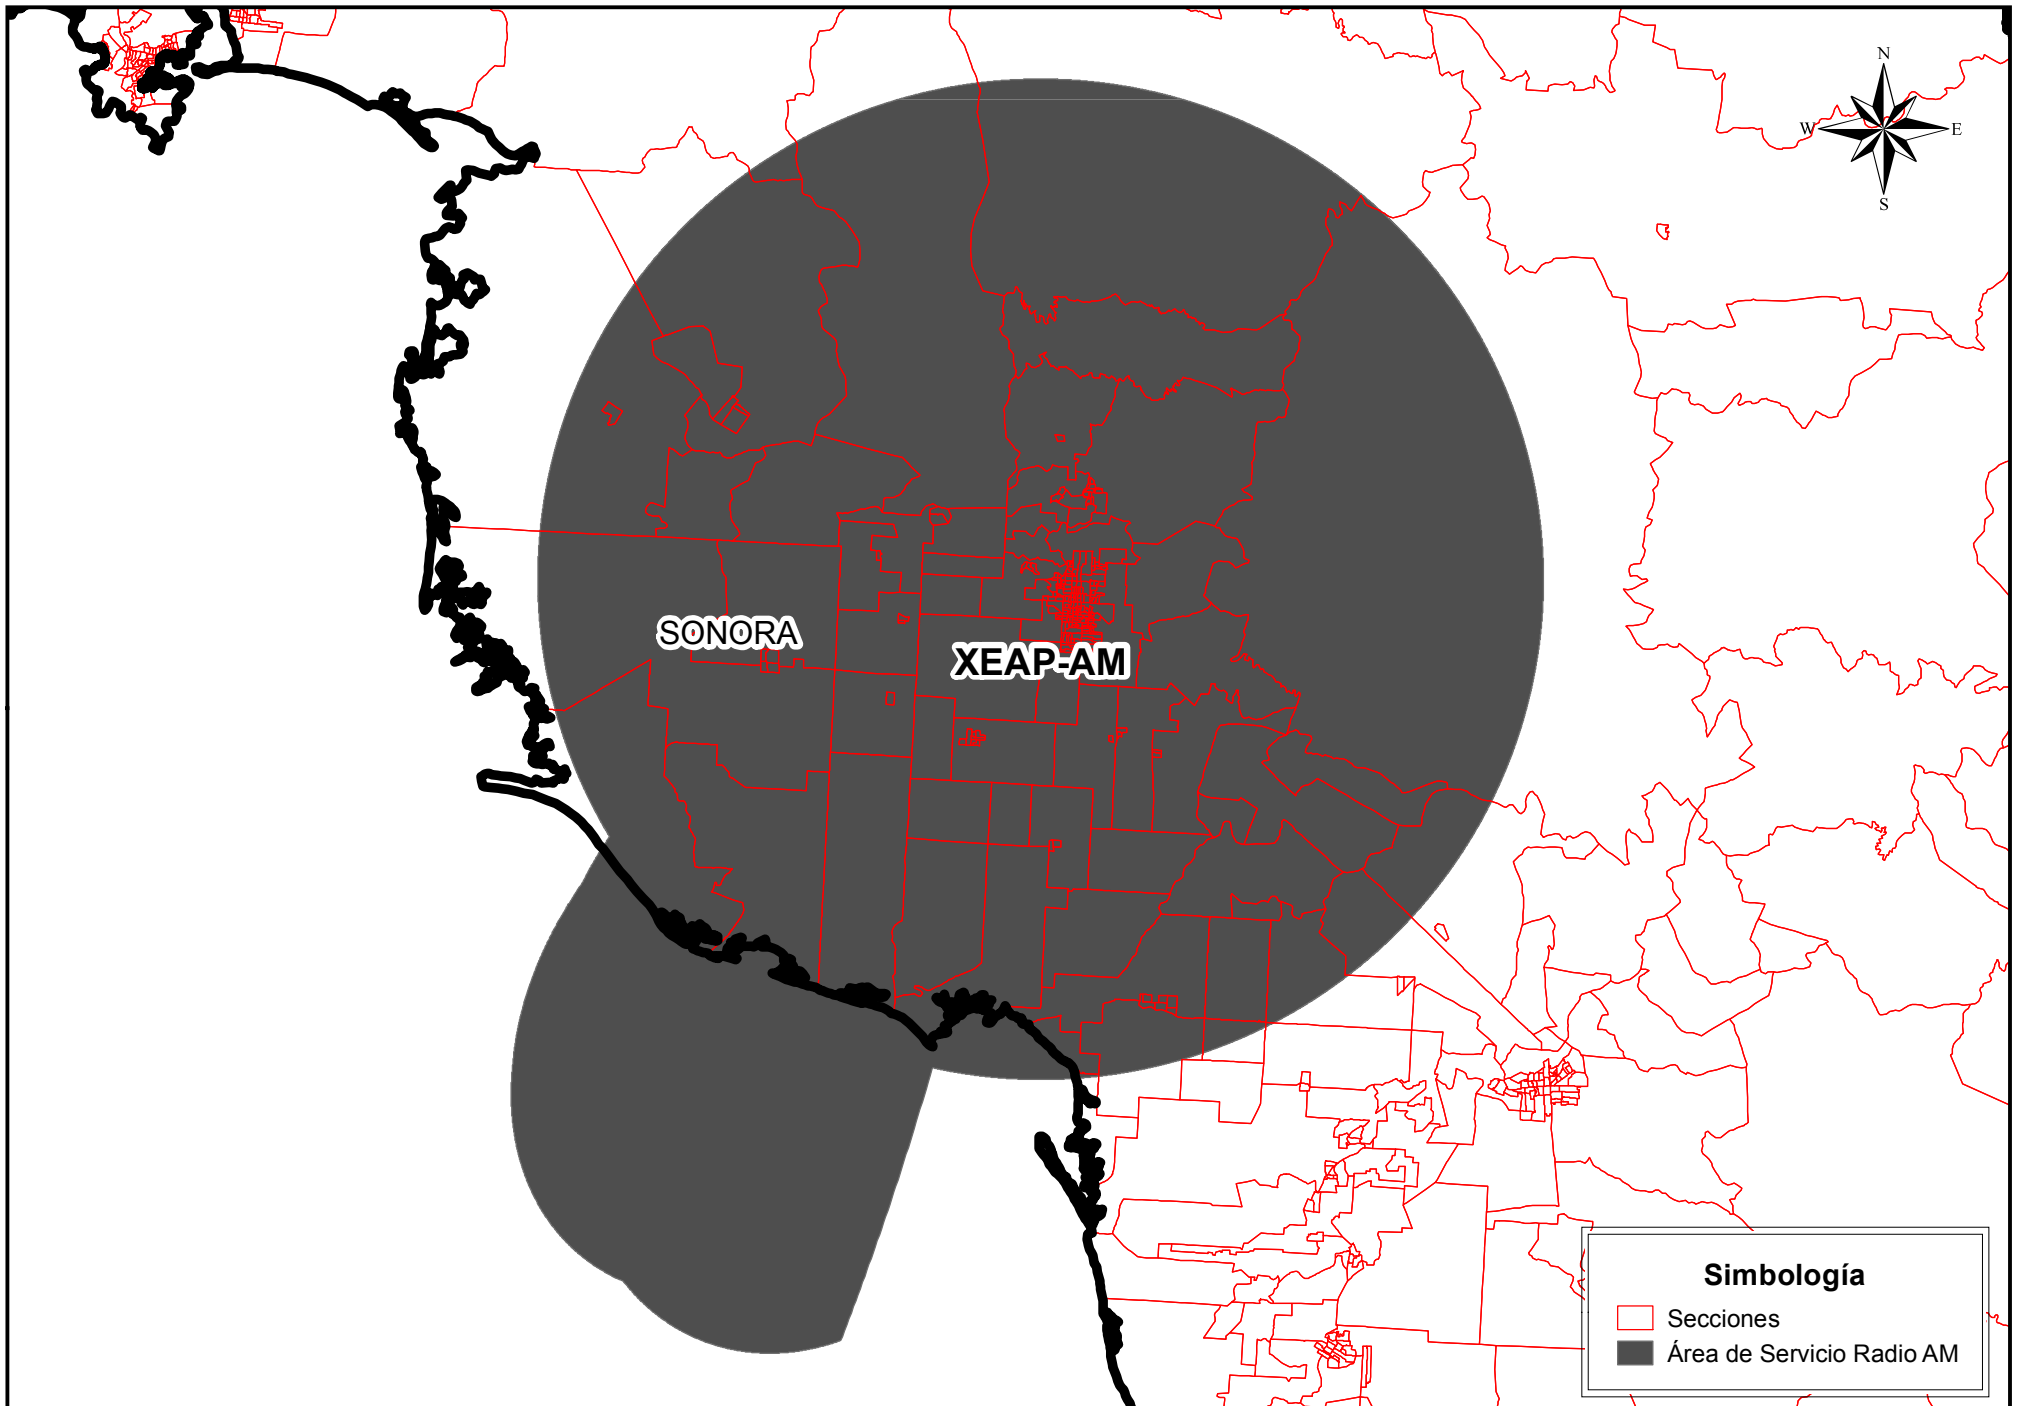 N
W
E
S
SONORA
XEAP-AM
Simbología
Secciones
Área de Servicio Radio AM